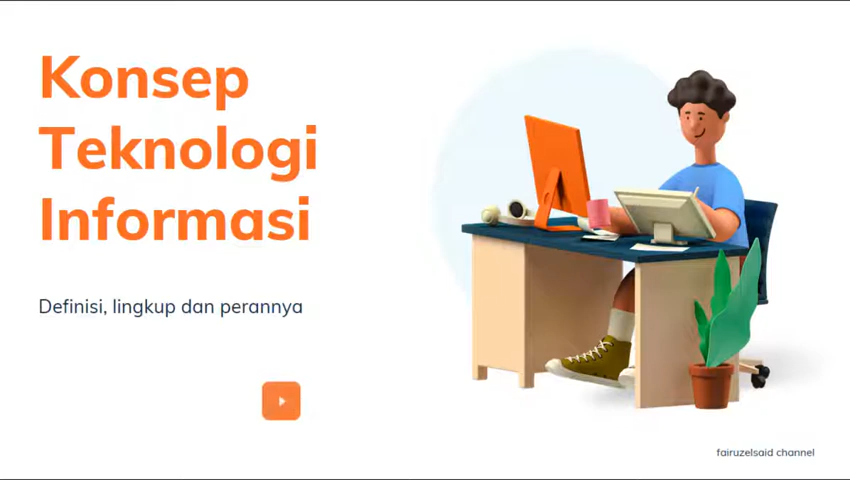 Konsep
Teknologi
Informasi
Definisi, lingkup dan perannya
fairuzelsaid channel